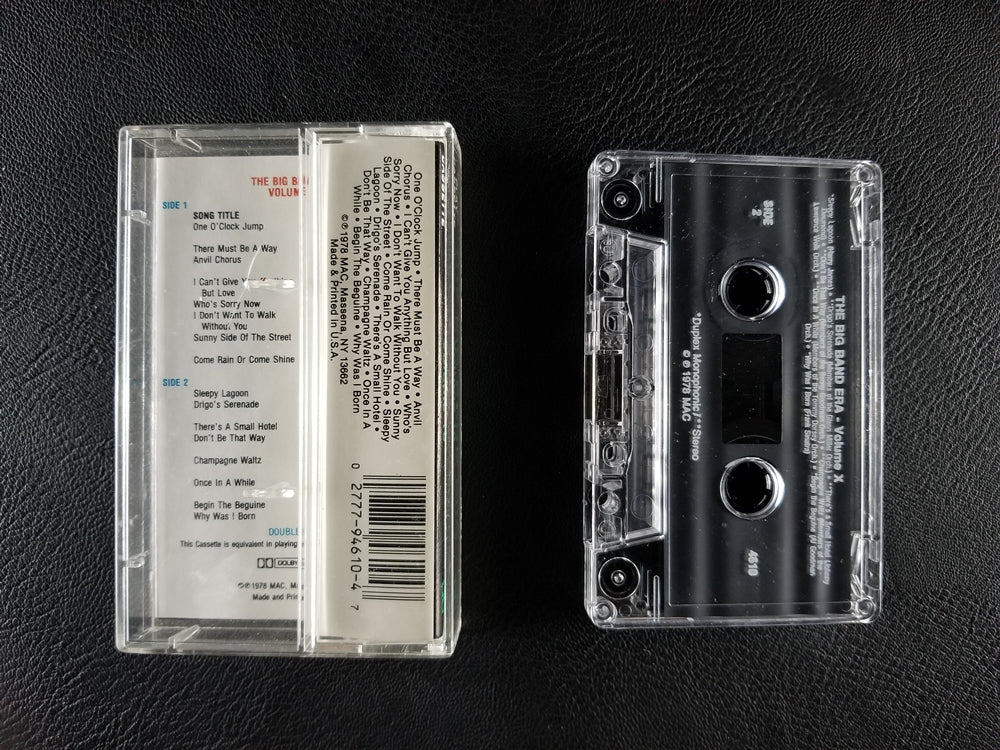 THE BIG
VOLUM
SIDE 1
SONG TITLE
One O'Clock Jump
There Must Be A Way
Anvil Chorus
I Can't Give
But Love
Who's Sorry Now
I Don't Want To Walk
Without You
Sunny Side Of The Street
Come Rain Or Come Shine
SIDE 2
Sleepy Lagoon
Drigo's Serenade
There's A Small Hotel
Don't Be That Way
Champagne Waltz
Once In A While
Begin The Beguine
Why Was I Born
DOUBLE
This Cassette is equivalent in playing
DOLBY
©℗1978 MAC, Ma
Made and Prin
One O'Clock Jump • There Must Be A Way • Anvil
Chorus • I Can't Give You Anything But Love • Who's
Sorry Now • I Don't Want To Walk Without You • Sunny
Side Of The Street • Come Rain Or Come Shine • Sleepy
Lagoon • Drigo's Serenade • There's A Small Hotel •
Don't Be That Way • Champagne Waltz • Once In A
While • Begin The Beguine • Why Was I Born
©℗1978 MAC, Massena, NY 13662
Made & Printed In U.S.A.
0 2777-94610-4 7
SIDE
2
THE BIG BAND ERA - Volume X
4610
*Duplex Monophonic / **Stereo
℗ © 1978 MAC